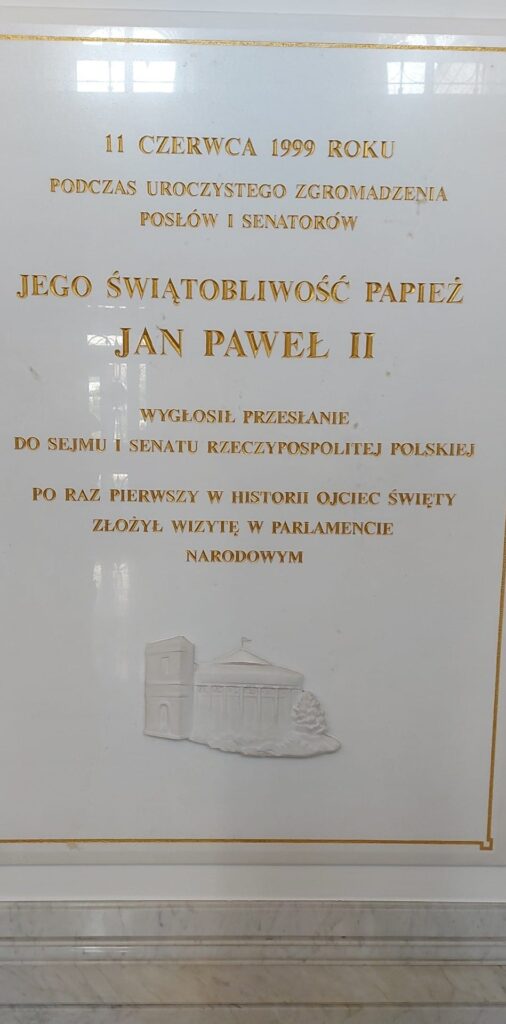 11 CZERWCA 1999 ROKU
PODCZAS UROCZYSTEGO ZGROMADZENIA
POSŁÓW I SENATORÓW
JEGO ŚWIĄTOBLIWOŚĆ PAPIEŻ
JAN PAWEŁ II
WYGŁOSIŁ PRZESŁANIE
DO SEJMU I SENATU RZECZYPOSPOLITEJ POLSKIEJ
PO RAZ PIERWSZY W HISTORII OJCIEC ŚWIĘTY
ZŁOŻYŁ WIZYTĘ W PARLAMENCIE
NARODOWYM